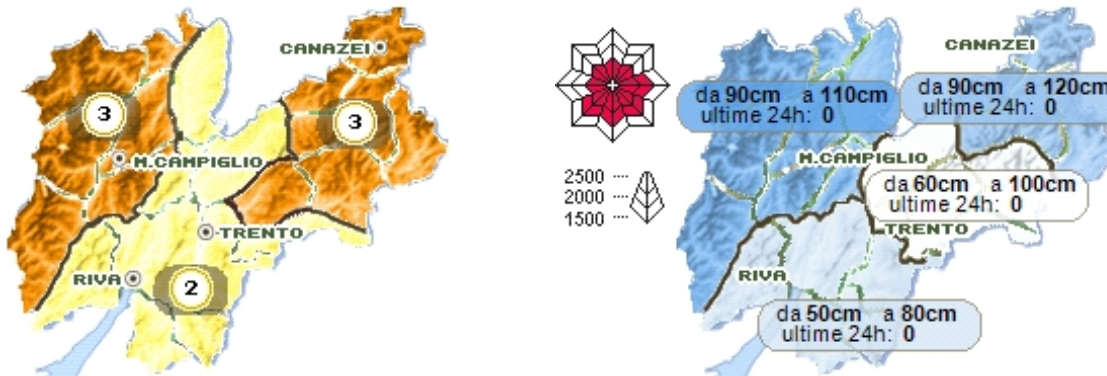 CANAZEI
3
3
M.CAMPIGLIO
TRENTO
RIVA
2
CANAZEI
da 90cm a 110cm
ultime 24h: 0
da 90cm a 120cm
ultime 24h: 0
M.CAMPIGLIO
2500
2000
1500
da 60cm a 100cm
ultime 24h: 0
TRENTO
RIVA
da 50cm a 80cm
ultime 24h: 0